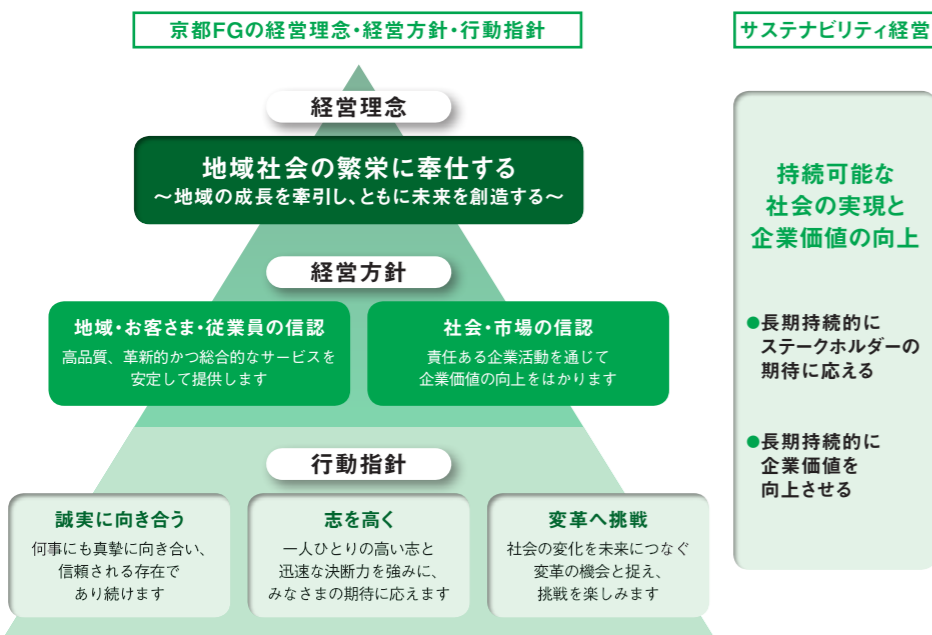 京都FGの経営理念・経営方針・行動指針
経営理念
地域社会の繁栄に奉仕する
～地域の成長を牽引し、ともに未来を創造する～
経営方針
地域・お客さま・従業員の信認
高品質、革新的かつ総合的なサービスを
安定して提供します
社会・市場の信認
責任ある企業活動を通じて
企業価値の向上をはかります
行動指針
誠実に向き合う
何事にも真摯に向き合い、
信頼される存在で
あり続けます
志を高く
一人ひとりの高い志と
迅速な決断力を強みに、
みなさまの期待に応えます
変革へ挑戦
社会の変化を未来につなぐ
変革の機会と捉え、
挑戦を楽しみます
サステナビリティ経営
持続可能な
社会の実現と
企業価値の向上
●長期持続的に
ステークホルダーの
期待に応える
●長期持続的に
企業価値を
向上させる